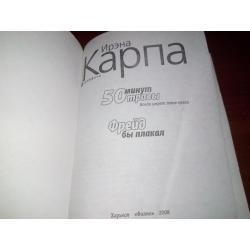 Ирэна
Карпа
50 минут
травы
Фрейд
бы плакал
Харьков «Фолио» 2008